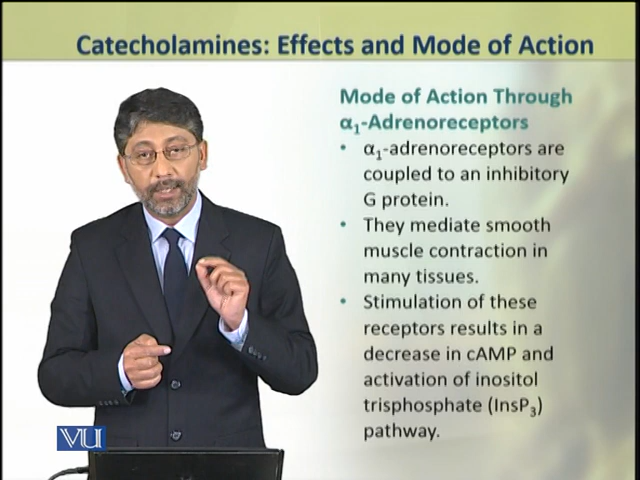 Catecholamines: Effects and Mode of Action
Mode of Action Through
α₁-Adrenoreceptors
• α₁-adrenoreceptors are
coupled to an inhibitory
G protein.
• They mediate smooth
muscle contraction in
many tissues.
• Stimulation of these
receptors results in a
decrease in cAMP and
activation of inositol
trisphosphate (InsP₃)
pathway.
VU